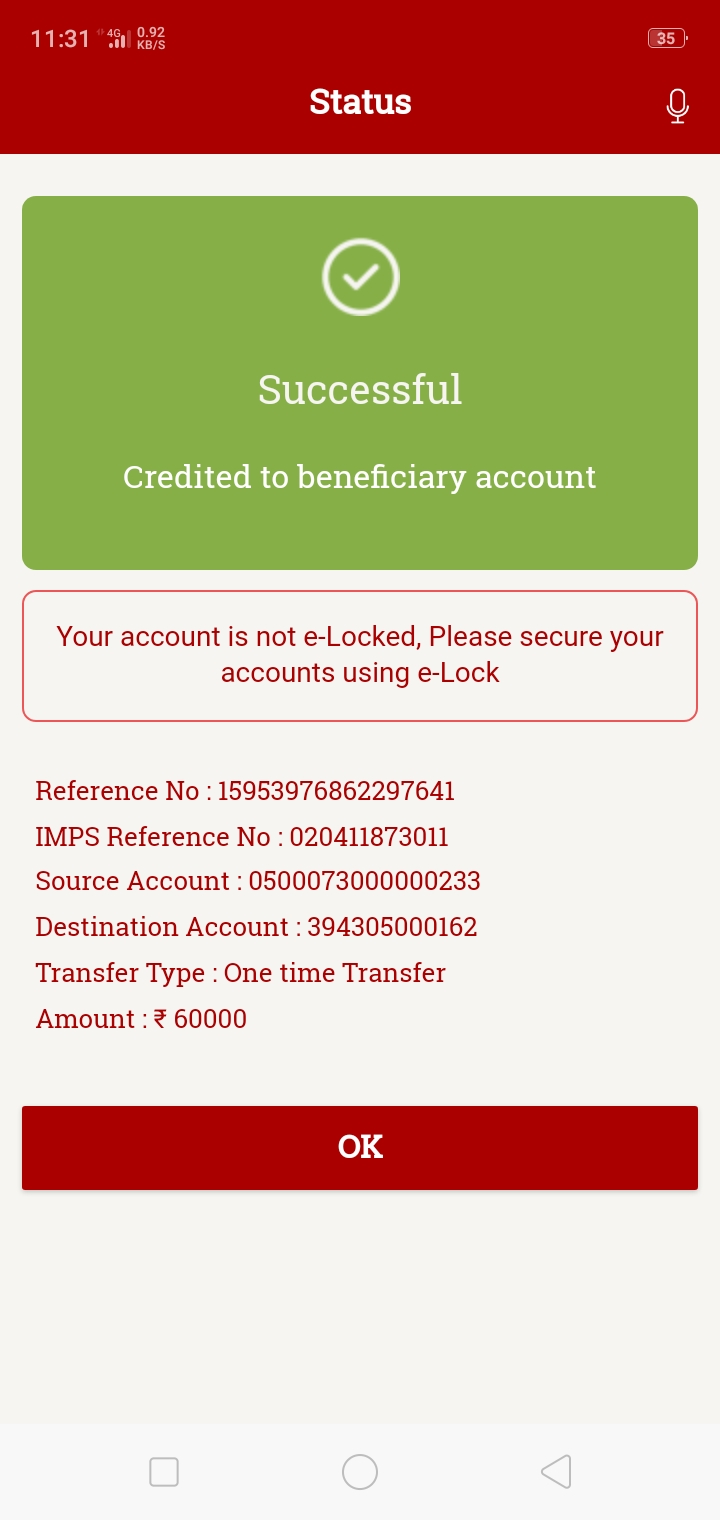 11:31 4G 0.92
KB/S
35
Status
Successful
Credited to beneficiary account
Your account is not e-Locked, Please secure your
accounts using e-Lock
Reference No : 15953976862297641
IMPS Reference No : 020411873011
Source Account : 0500073000000233
Destination Account : 394305000162
Transfer Type : One time Transfer
Amount : ₹ 60000
OK